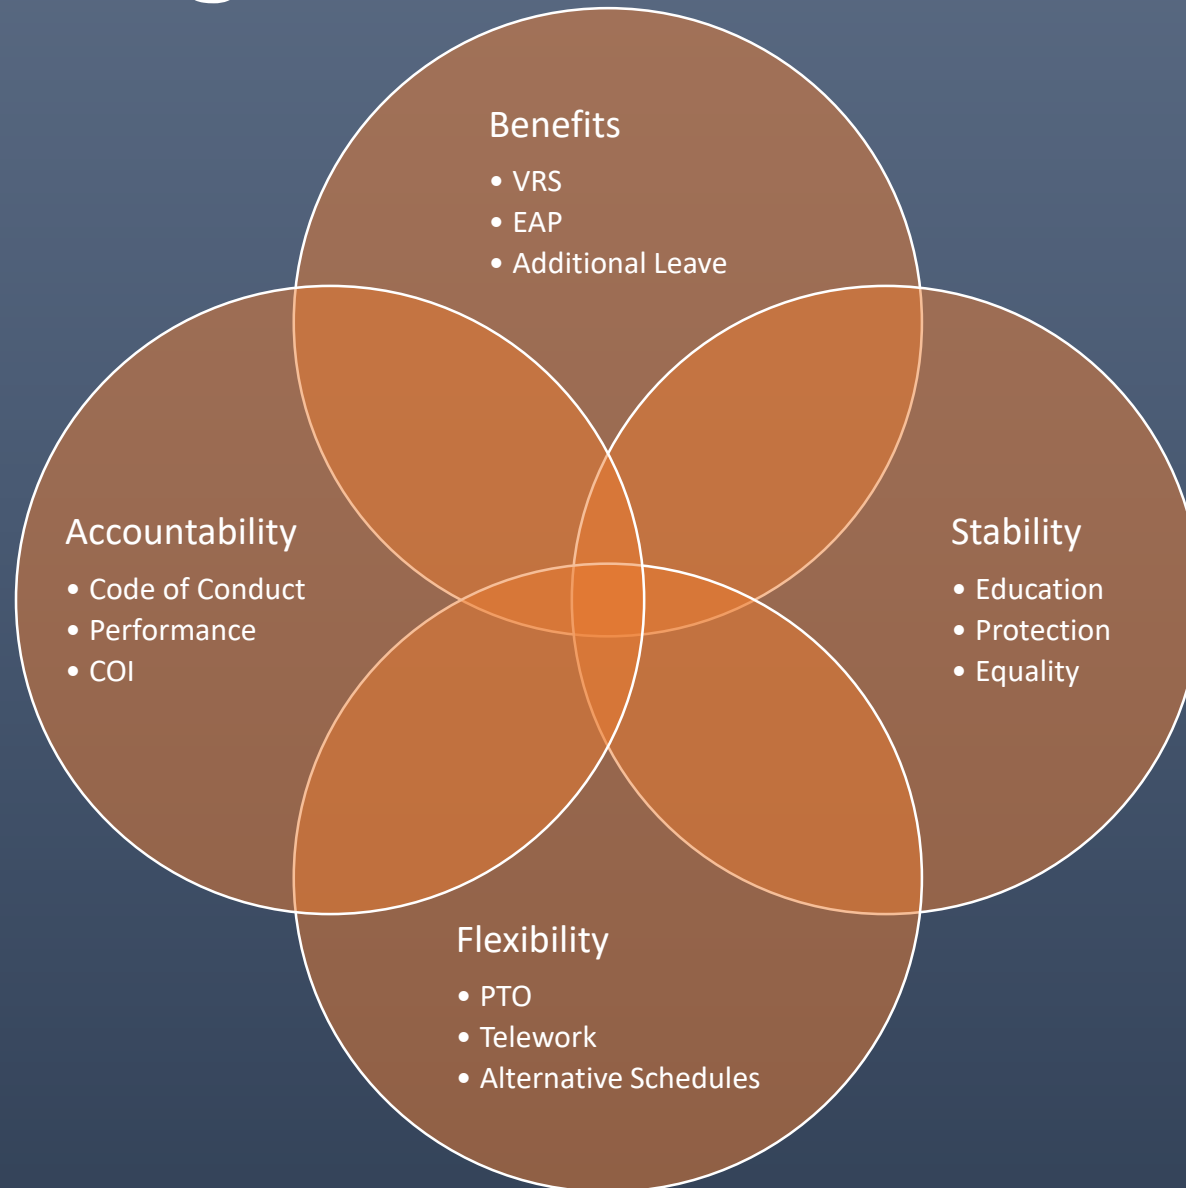 Benefits
• VRS
• EAP
• Additional Leave
Accountability
• Code of Conduct
• Performance
• COI
Stability
• Education
• Protection
• Equality
Flexibility
• PTO
• Telework
• Alternative Schedules